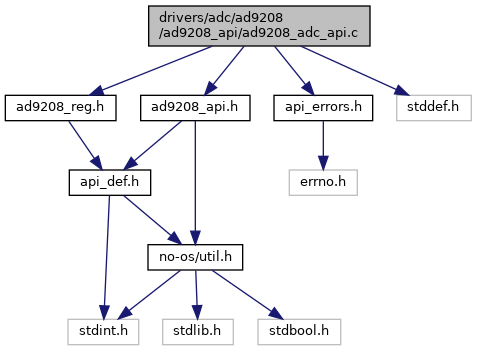 drivers/adc/ad9208
/ad9208_api/ad9208_adc_api.c
ad9208_reg.h
ad9208_api.h
api_errors.h
stddef.h
api_def.h
errno.h
no-os/util.h
stdint.h
stdlib.h
stdbool.h